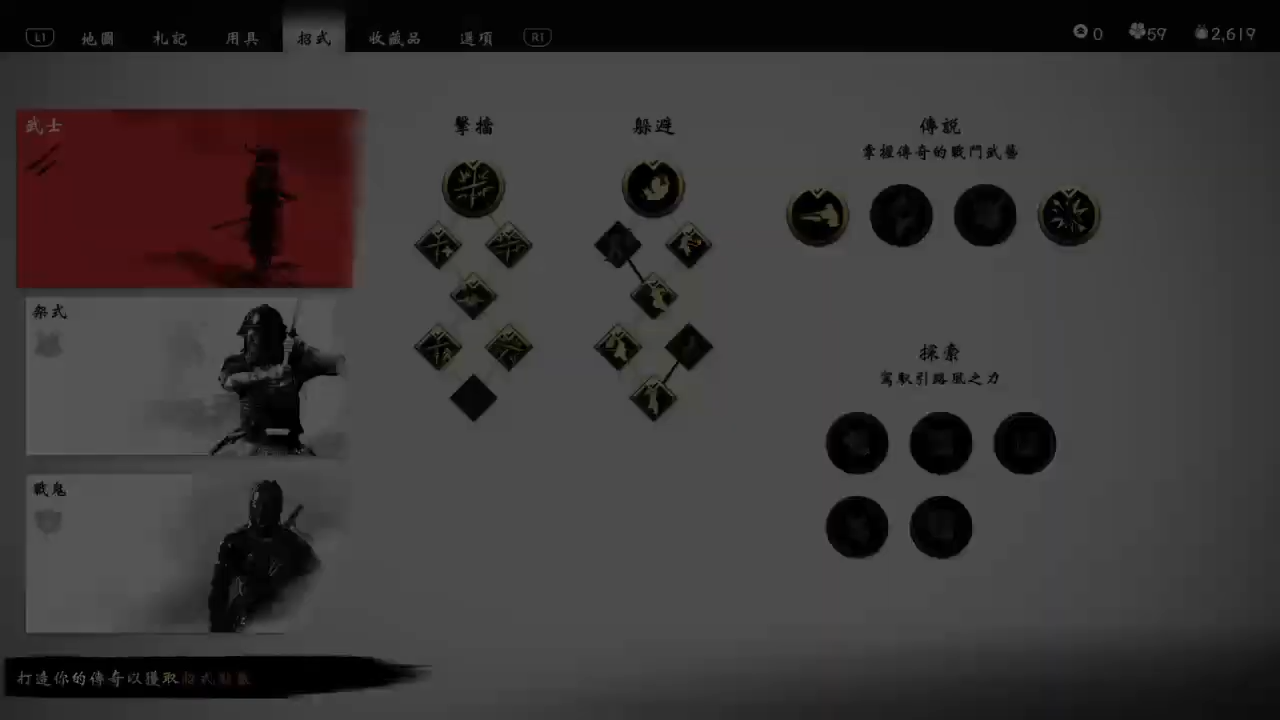 L1 地圖 札記 用具 招式 收藏品 選項 R1 0 59 2,619
武士
架式
戰鬼
擊擋
躲避
傳說
掌握傳奇的戰鬥武藝
探索
駕馭引路風之力
打造你的傳奇以獲取招式點數